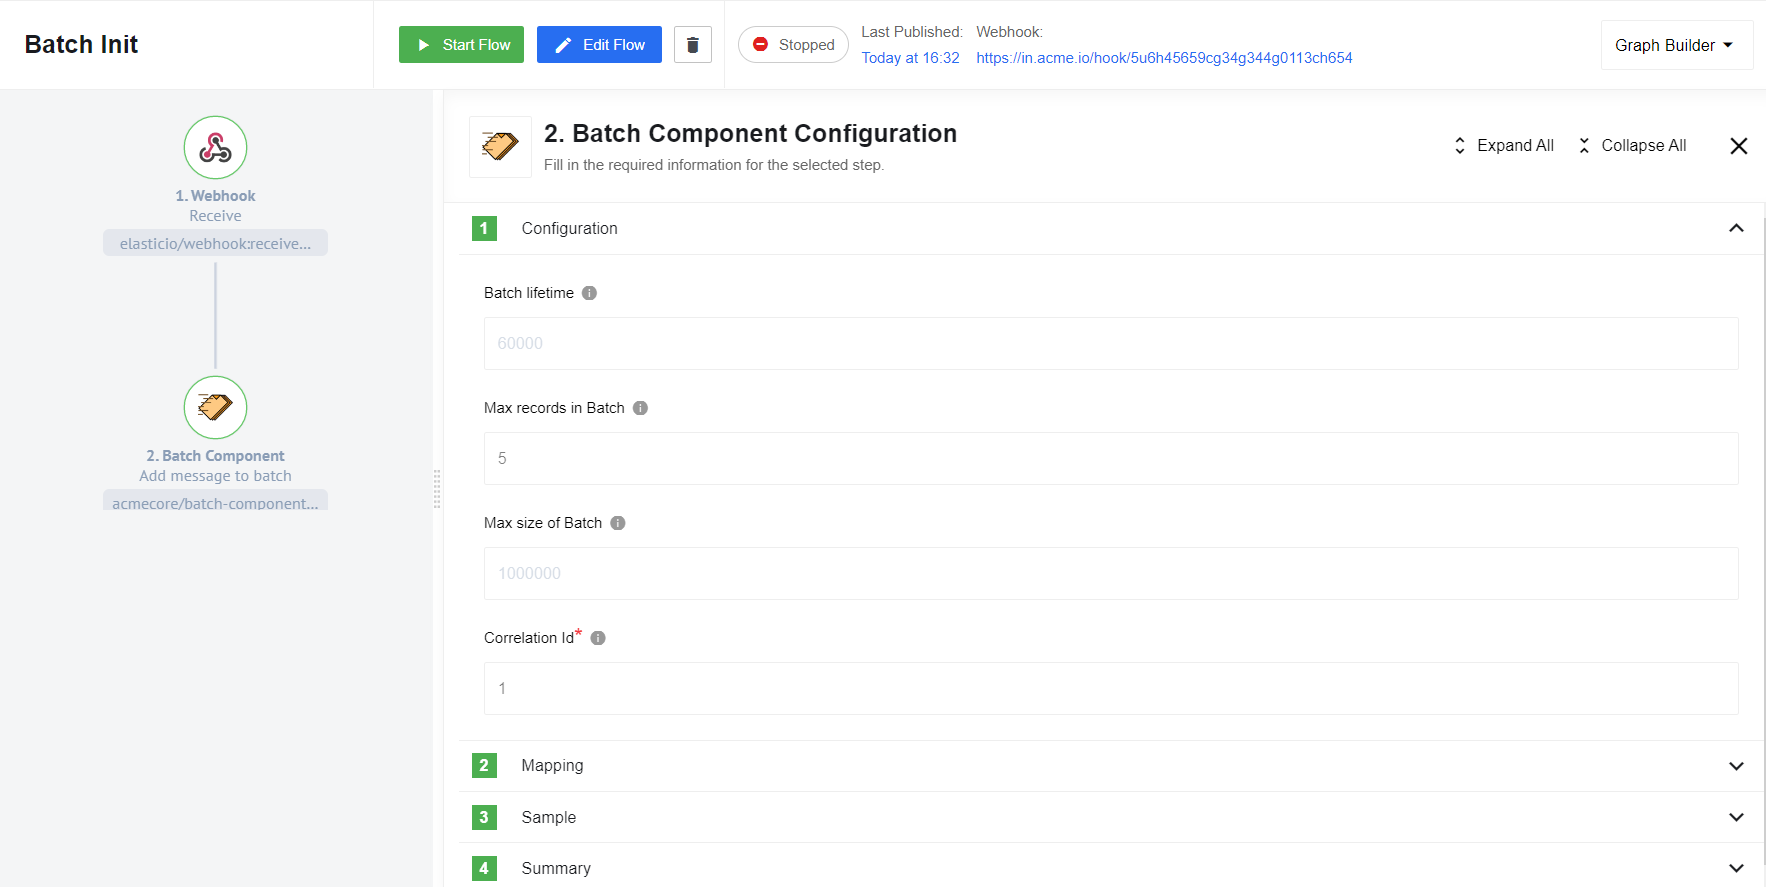 Batch Init
Start Flow
Edit Flow
Stopped
Last Published:
Today at 16:32
Webhook:
https://in.acme.io/hook/5u6h45659cg34g344g0113ch654
Graph Builder
1. Webhook
Receive
elasticio/webhook:receive...
2. Batch Component
Add message to batch
acmecore/batch-component...
2. Batch Component Configuration
Fill in the required information for the selected step.
Expand All
Collapse All
1 Configuration
Batch lifetime
60000
Max records in Batch
5
Max size of Batch
1000000
Correlation Id*
1
2 Mapping
3 Sample
4 Summary